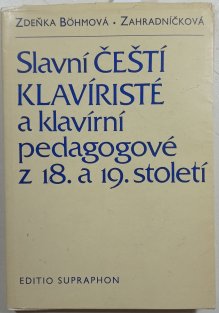 Zdeňka Böhmová • Zahradníčková
Slavní ČEŠTÍ
KLAVÍRISTÉ
a klavírní
pedagogové
z 18. a 19. století
EDITIO SUPRAPHON